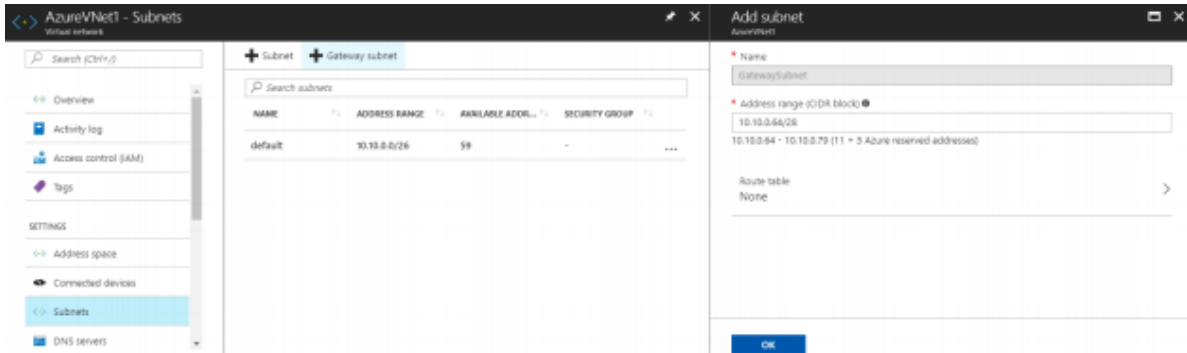 AzureVNet1 - Subnets
Virtual network
Search (Ctrl+/)
Overview
Activity log
Access control (IAM)
Tags
SETTINGS
Address space
Connected devices
Subnets
DNS servers
Subnet
Gateway subnet
Search subnets
NAME ADDRESS RANGE AVAILABLE ADDR... SECURITY GROUP
default 10.10.0.0/26 59 - ...
Add subnet
AzureVNet1
* Name
GatewaySubnet
* Address range (CIDR block)
10.10.0.64/28
10.10.0.64 - 10.10.0.79 (11 + 5 Azure reserved addresses)
Route table
None
OK